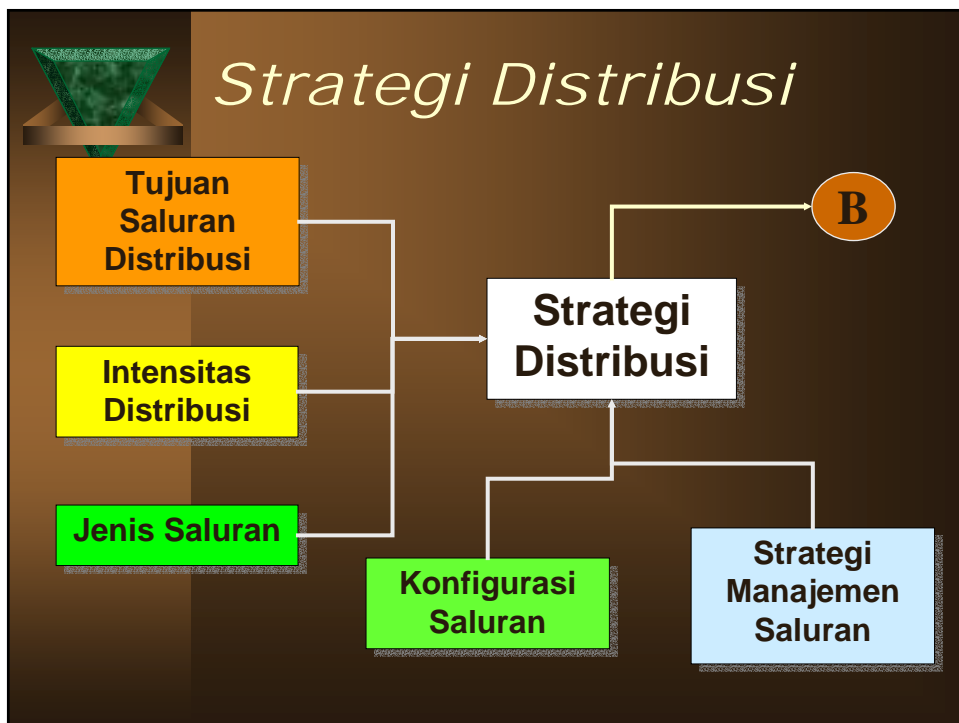 Strategi Distribusi
Tujuan
Saluran
Distribusi
B
Strategi
Distribusi
Intensitas
Distribusi
Jenis Saluran
Konfigurasi
Saluran
Strategi
Manajemen
Saluran